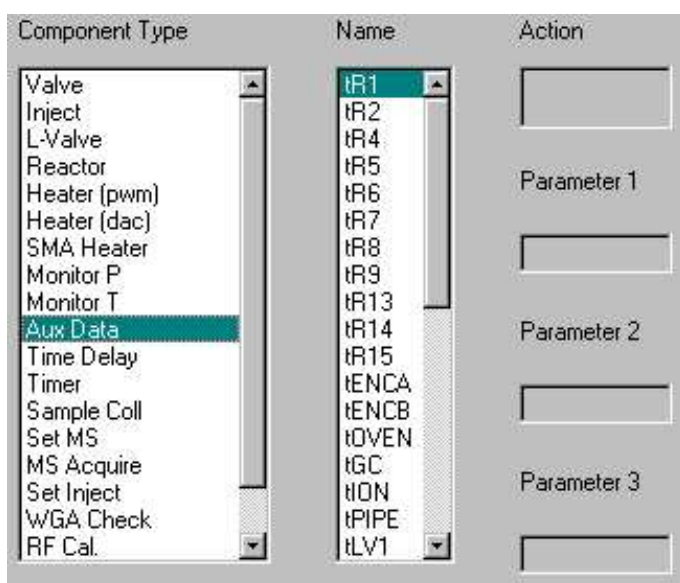 Component Type
Name
Action
Valve
Inject
L-Valve
Reactor
Heater (pwm)
Heater (dac)
SMA Heater
Monitor P
Monitor T
Aux Data
Time Delay
Timer
Sample Coll
Set MS
MS Acquire
Set Inject
WGA Check
RF Cal.
tR1
tR2
tR4
tR5
tR6
tR7
tR8
tR9
tR13
tR14
tR15
tENCA
tENCB
tOVEN
tGC
tION
tPIPE
tLV1
Parameter 1
Parameter 2
Parameter 3